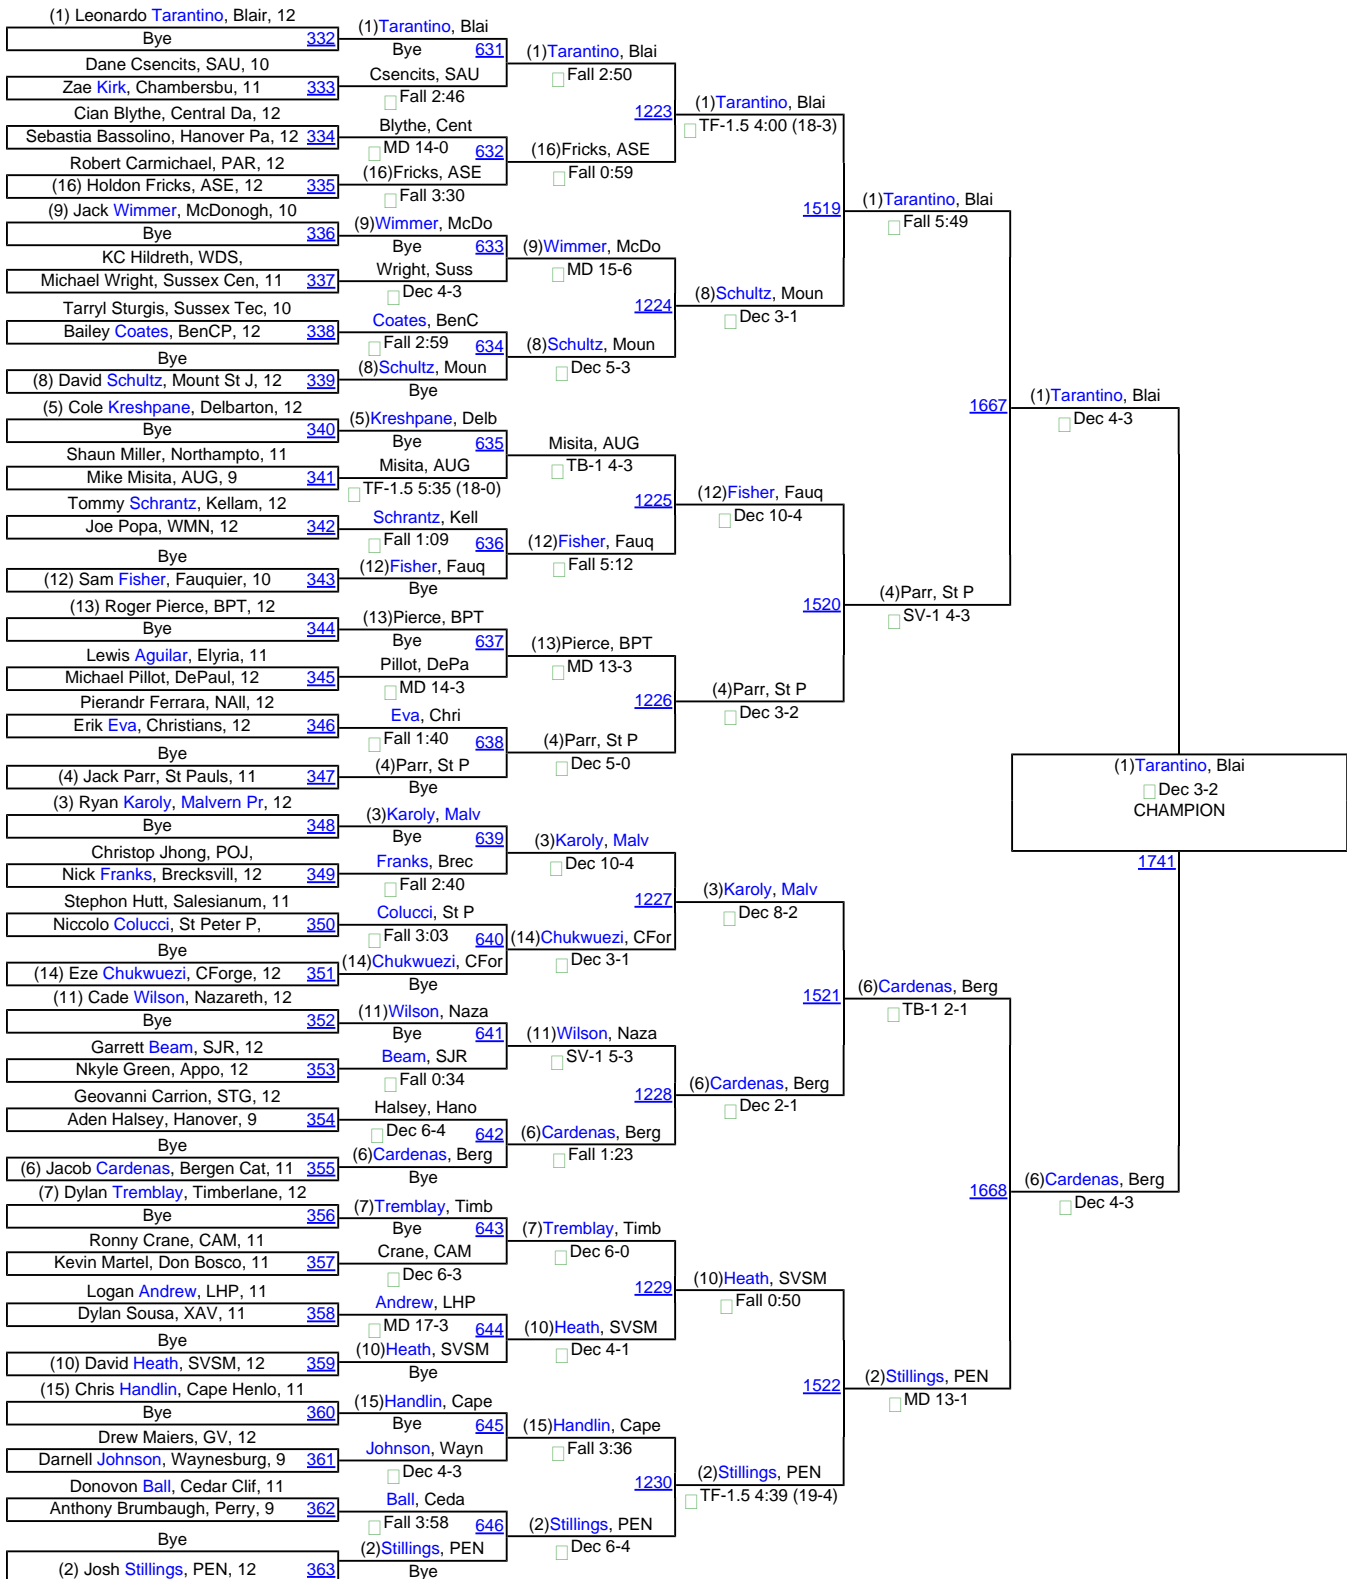 (1) Leonardo Tarantino, Blair, 12
Bye 332
Dane Csencits, SAU, 10
Zae Kirk, Chambersbu, 11 333
Cian Blythe, Central Da, 12
Sebastia Bassolino, Hanover Pa, 12 334
Robert Carmichael, PAR, 12
(16) Holdon Fricks, ASE, 12 335
(9) Jack Wimmer, McDonogh, 10
Bye 336
KC Hildreth, WDS,
Michael Wright, Sussex Cen, 11 337
Tarryl Sturgis, Sussex Tec, 10
Bailey Coates, BenCP, 12 338
Bye
(8) David Schultz, Mount St J, 12 339
(5) Cole Kreshpane, Delbarton, 12
Bye 340
Shaun Miller, Northampto, 11
Mike Misita, AUG, 9 341
Tommy Schrantz, Kellam, 12
Joe Popa, WMN, 12 342
Bye
(12) Sam Fisher, Fauquier, 10 343
(13) Roger Pierce, BPT, 12
Bye 344
Lewis Aguilar, Elyria, 11
Michael Pillot, DePaul, 12 345
Pierandr Ferrara, NAll, 12
Erik Eva, Christians, 12 346
Bye
(4) Jack Parr, St Pauls, 11 347
(3) Ryan Karoly, Malvern Pr, 12
Bye 348
Christop Jhong, POJ,
Nick Franks, Brecksvill, 12 349
Stephon Hutt, Salesianum, 11
Niccolo Colucci, St Peter P, 350
Bye
(14) Eze Chukwuezi, CForge, 12 351
(11) Cade Wilson, Nazareth, 12
Bye 352
Garrett Beam, SJR, 12
Nkyle Green, Appo, 12 353
Geovanni Carrion, STG, 12
Aden Halsey, Hanover, 9 354
Bye
(6) Jacob Cardenas, Bergen Cat, 11 355
(7) Dylan Tremblay, Timberlane, 12
Bye 356
Ronny Crane, CAM, 11
Kevin Martel, Don Bosco, 11 357
Logan Andrew, LHP, 11
Dylan Sousa, XAV, 11 358
Bye
(10) David Heath, SVSM, 12 359
(15) Chris Handlin, Cape Henlo, 11
Bye 360
Drew Maiers, GV, 12
Darnell Johnson, Waynesburg, 9 361
Donovon Ball, Cedar Clif, 11
Anthony Brumbaugh, Perry, 9 362
Bye
(2) Josh Stillings, PEN, 12 363
(1)Tarantino, Blai
Bye 631
Csencits, SAU
Fall 2:46
Blythe, Cent
MD 14-0 632
(16)Fricks, ASE
Fall 3:30
(9)Wimmer, McDo
Bye 633
Wright, Suss
Dec 4-3
Coates, BenC
Fall 2:59 634
(8)Schultz, Moun
Bye
(5)Kreshpane, Delb
Bye 635
Misita, AUG
TF-1.5 5:35 (18-0)
Schrantz, Kell
Fall 1:09 636
(12)Fisher, Fauq
Bye
(13)Pierce, BPT
Bye 637
Pillot, DePa
MD 14-3
Eva, Chri
Fall 1:40 638
(4)Parr, St P
Bye
(3)Karoly, Malv
Bye 639
Franks, Brec
Fall 2:40
Colucci, St P
Fall 3:03 640
(14)Chukwuezi, CFor
Bye
(11)Wilson, Naza
Bye 641
Beam, SJR
Fall 0:34
Halsey, Hano
Dec 6-4 642
(6)Cardenas, Berg
Bye
(7)Tremblay, Timb
Bye 643
Crane, CAM
Dec 6-3
Andrew, LHP
MD 17-3 644
(10)Heath, SVSM
Bye
(15)Handlin, Cape
Bye 645
Johnson, Wayn
Dec 4-3
Ball, Ceda
Fall 3:58 646
(2)Stillings, PEN
Bye
(1)Tarantino, Blai
Fall 2:50
1223
(16)Fricks, ASE
Fall 0:59
(9)Wimmer, McDo
MD 15-6
1224
(8)Schultz, Moun
Dec 5-3
Misita, AUG
TB-1 4-3
1225
(12)Fisher, Fauq
Fall 5:12
(13)Pierce, BPT
MD 13-3
1226
(4)Parr, St P
Dec 5-0
(3)Karoly, Malv
Dec 10-4
1227
(14)Chukwuezi, CFor
Dec 3-1
(11)Wilson, Naza
SV-1 5-3
1228
(6)Cardenas, Berg
Fall 1:23
(7)Tremblay, Timb
Dec 6-0
1229
(10)Heath, SVSM
Dec 4-1
(15)Handlin, Cape
Fall 3:36
1230
(2)Stillings, PEN
Dec 6-4
(1)Tarantino, Blai
TF-1.5 4:00 (18-3)
1519
(8)Schultz, Moun
Dec 3-1
(12)Fisher, Fauq
Dec 10-4
1520
(4)Parr, St P
Dec 3-2
(3)Karoly, Malv
Dec 8-2
1521
(6)Cardenas, Berg
Dec 2-1
(10)Heath, SVSM
Fall 0:50
1522
(2)Stillings, PEN
TF-1.5 4:39 (19-4)
(1)Tarantino, Blai
Fall 5:49
1667
(4)Parr, St P
SV-1 4-3
(6)Cardenas, Berg
TB-1 2-1
1668
(2)Stillings, PEN
MD 13-1
(1)Tarantino, Blai
Dec 4-3
(6)Cardenas, Berg
Dec 4-3
(1)Tarantino, Blai
Dec 3-2
CHAMPION
1741